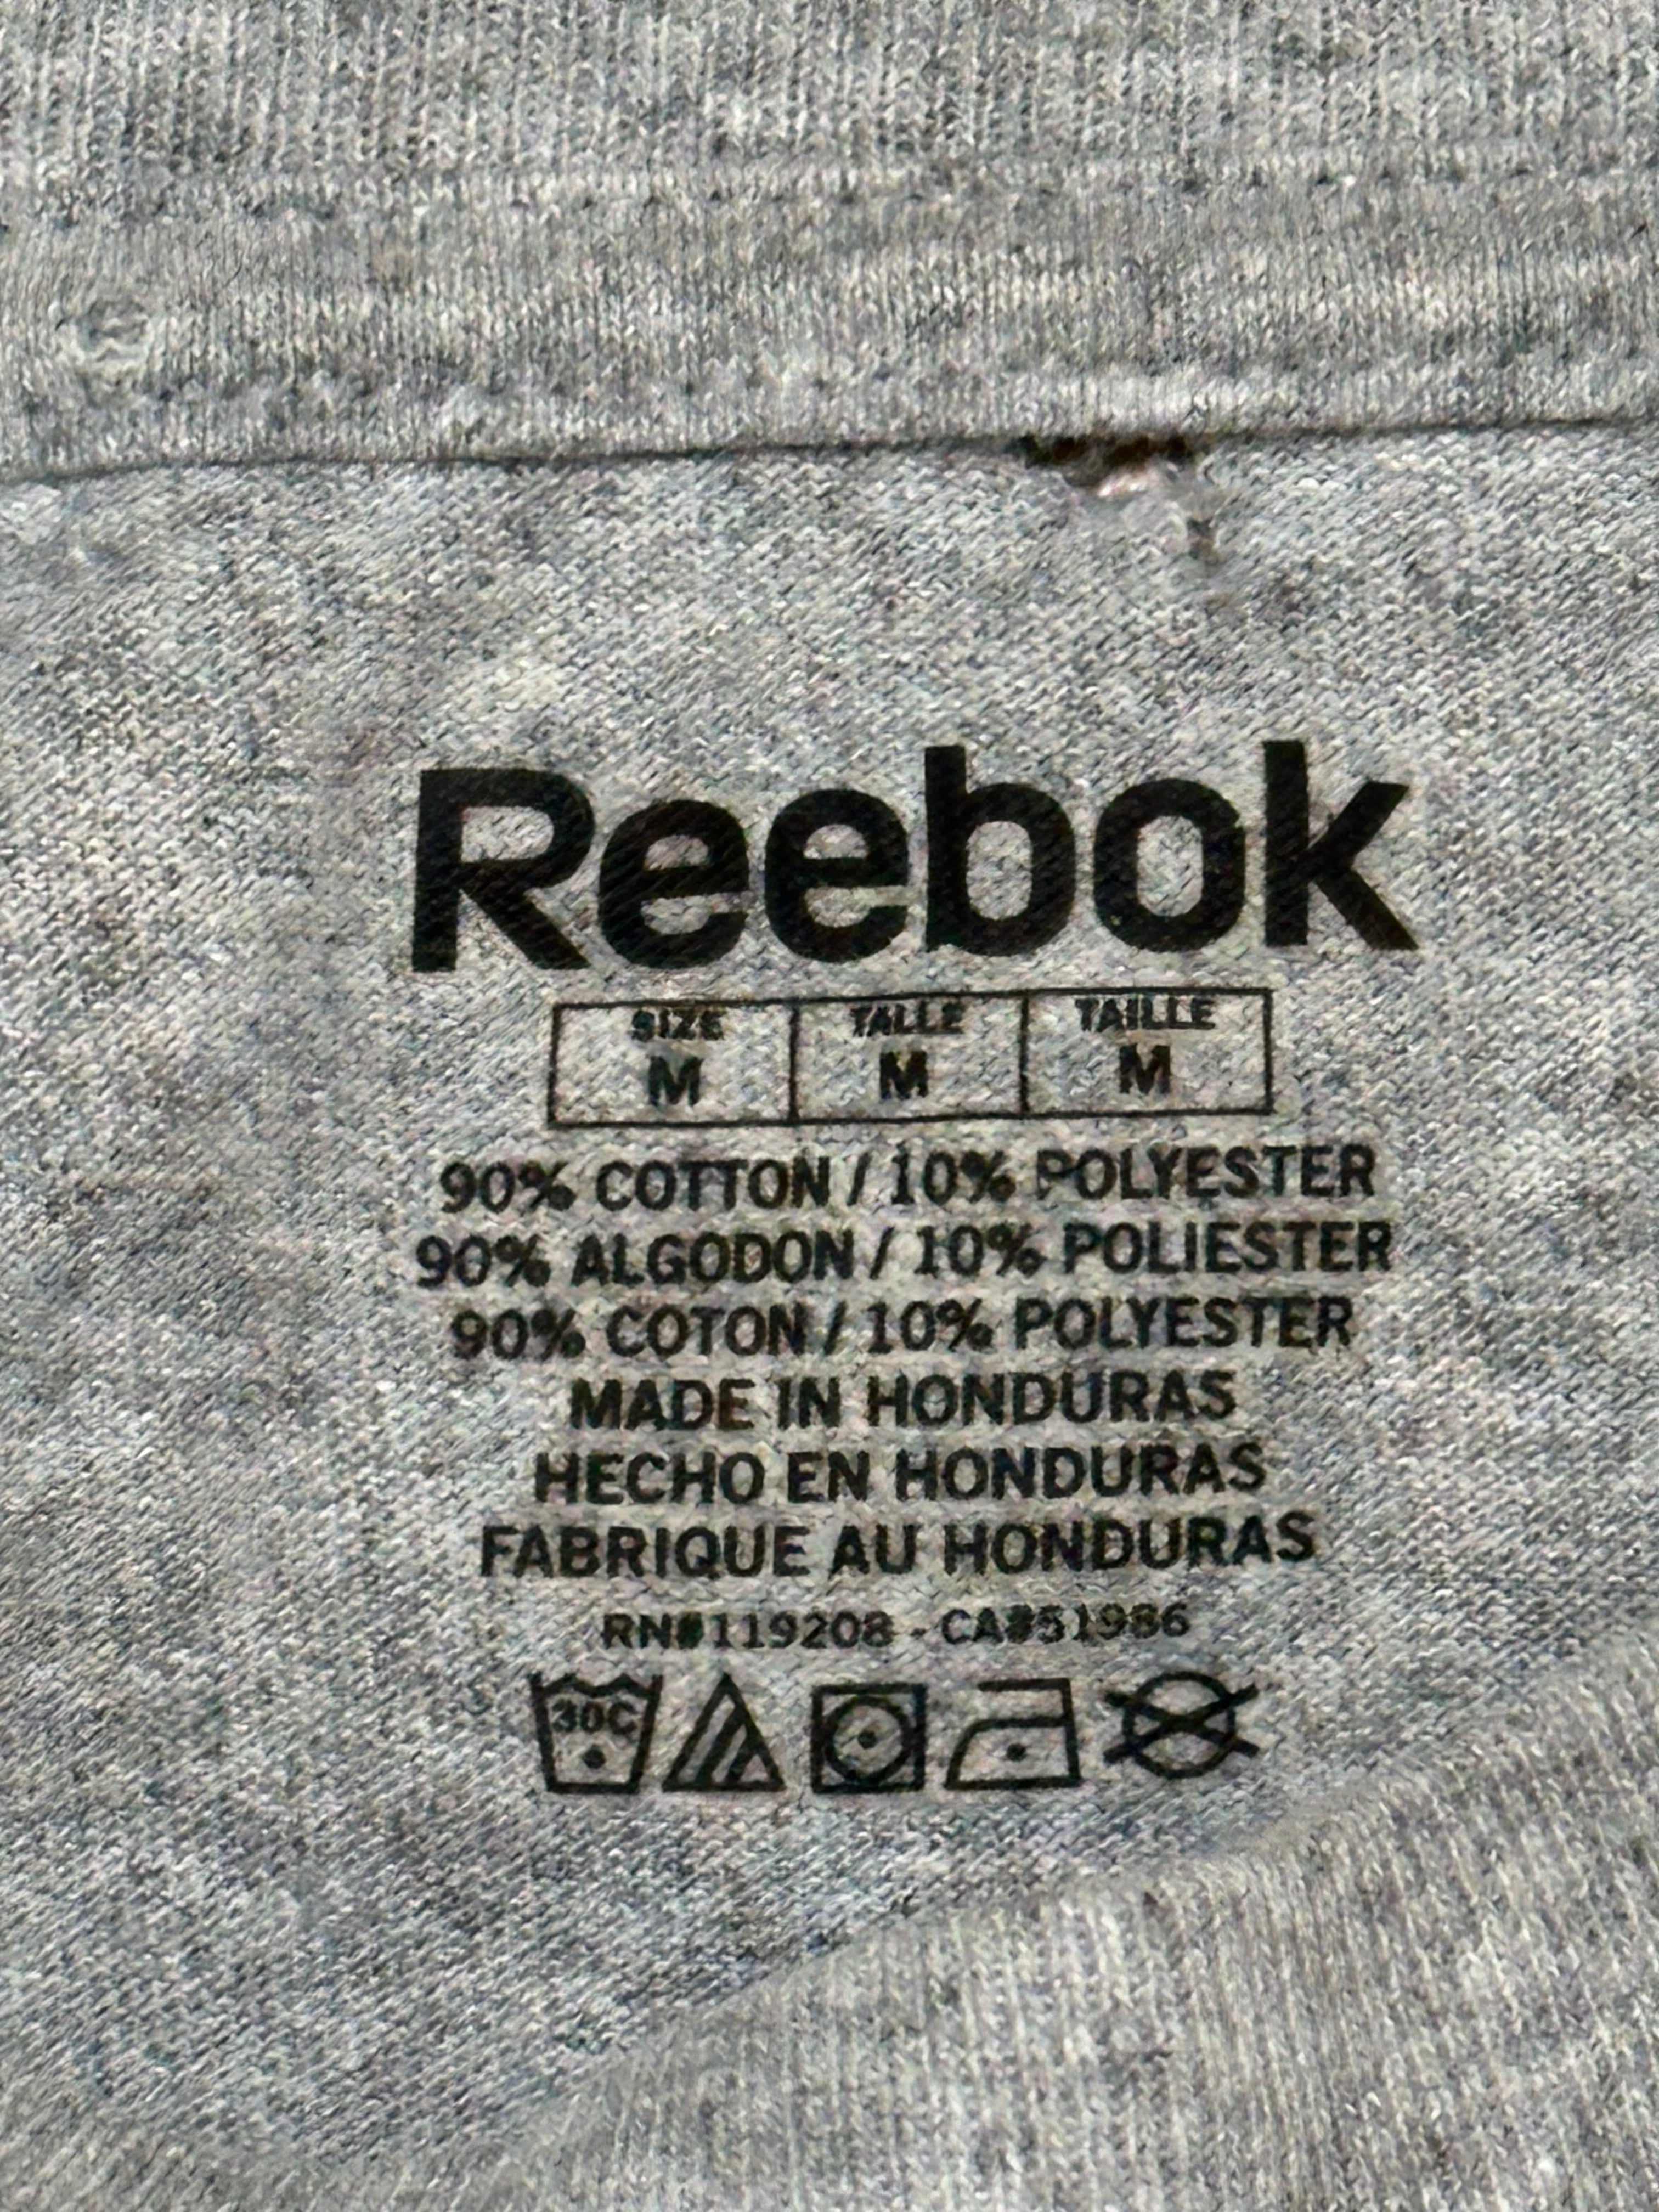 Reebok
SIZE TALLE TAILLE
M M M
90% COTTON / 10% POLYESTER
90% ALGODON / 10% POLIESTER
90% COTON / 10% POLYESTER
MADE IN HONDURAS
HECHO EN HONDURAS
FABRIQUE AU HONDURAS
RN#119208 - CA#51986
30C